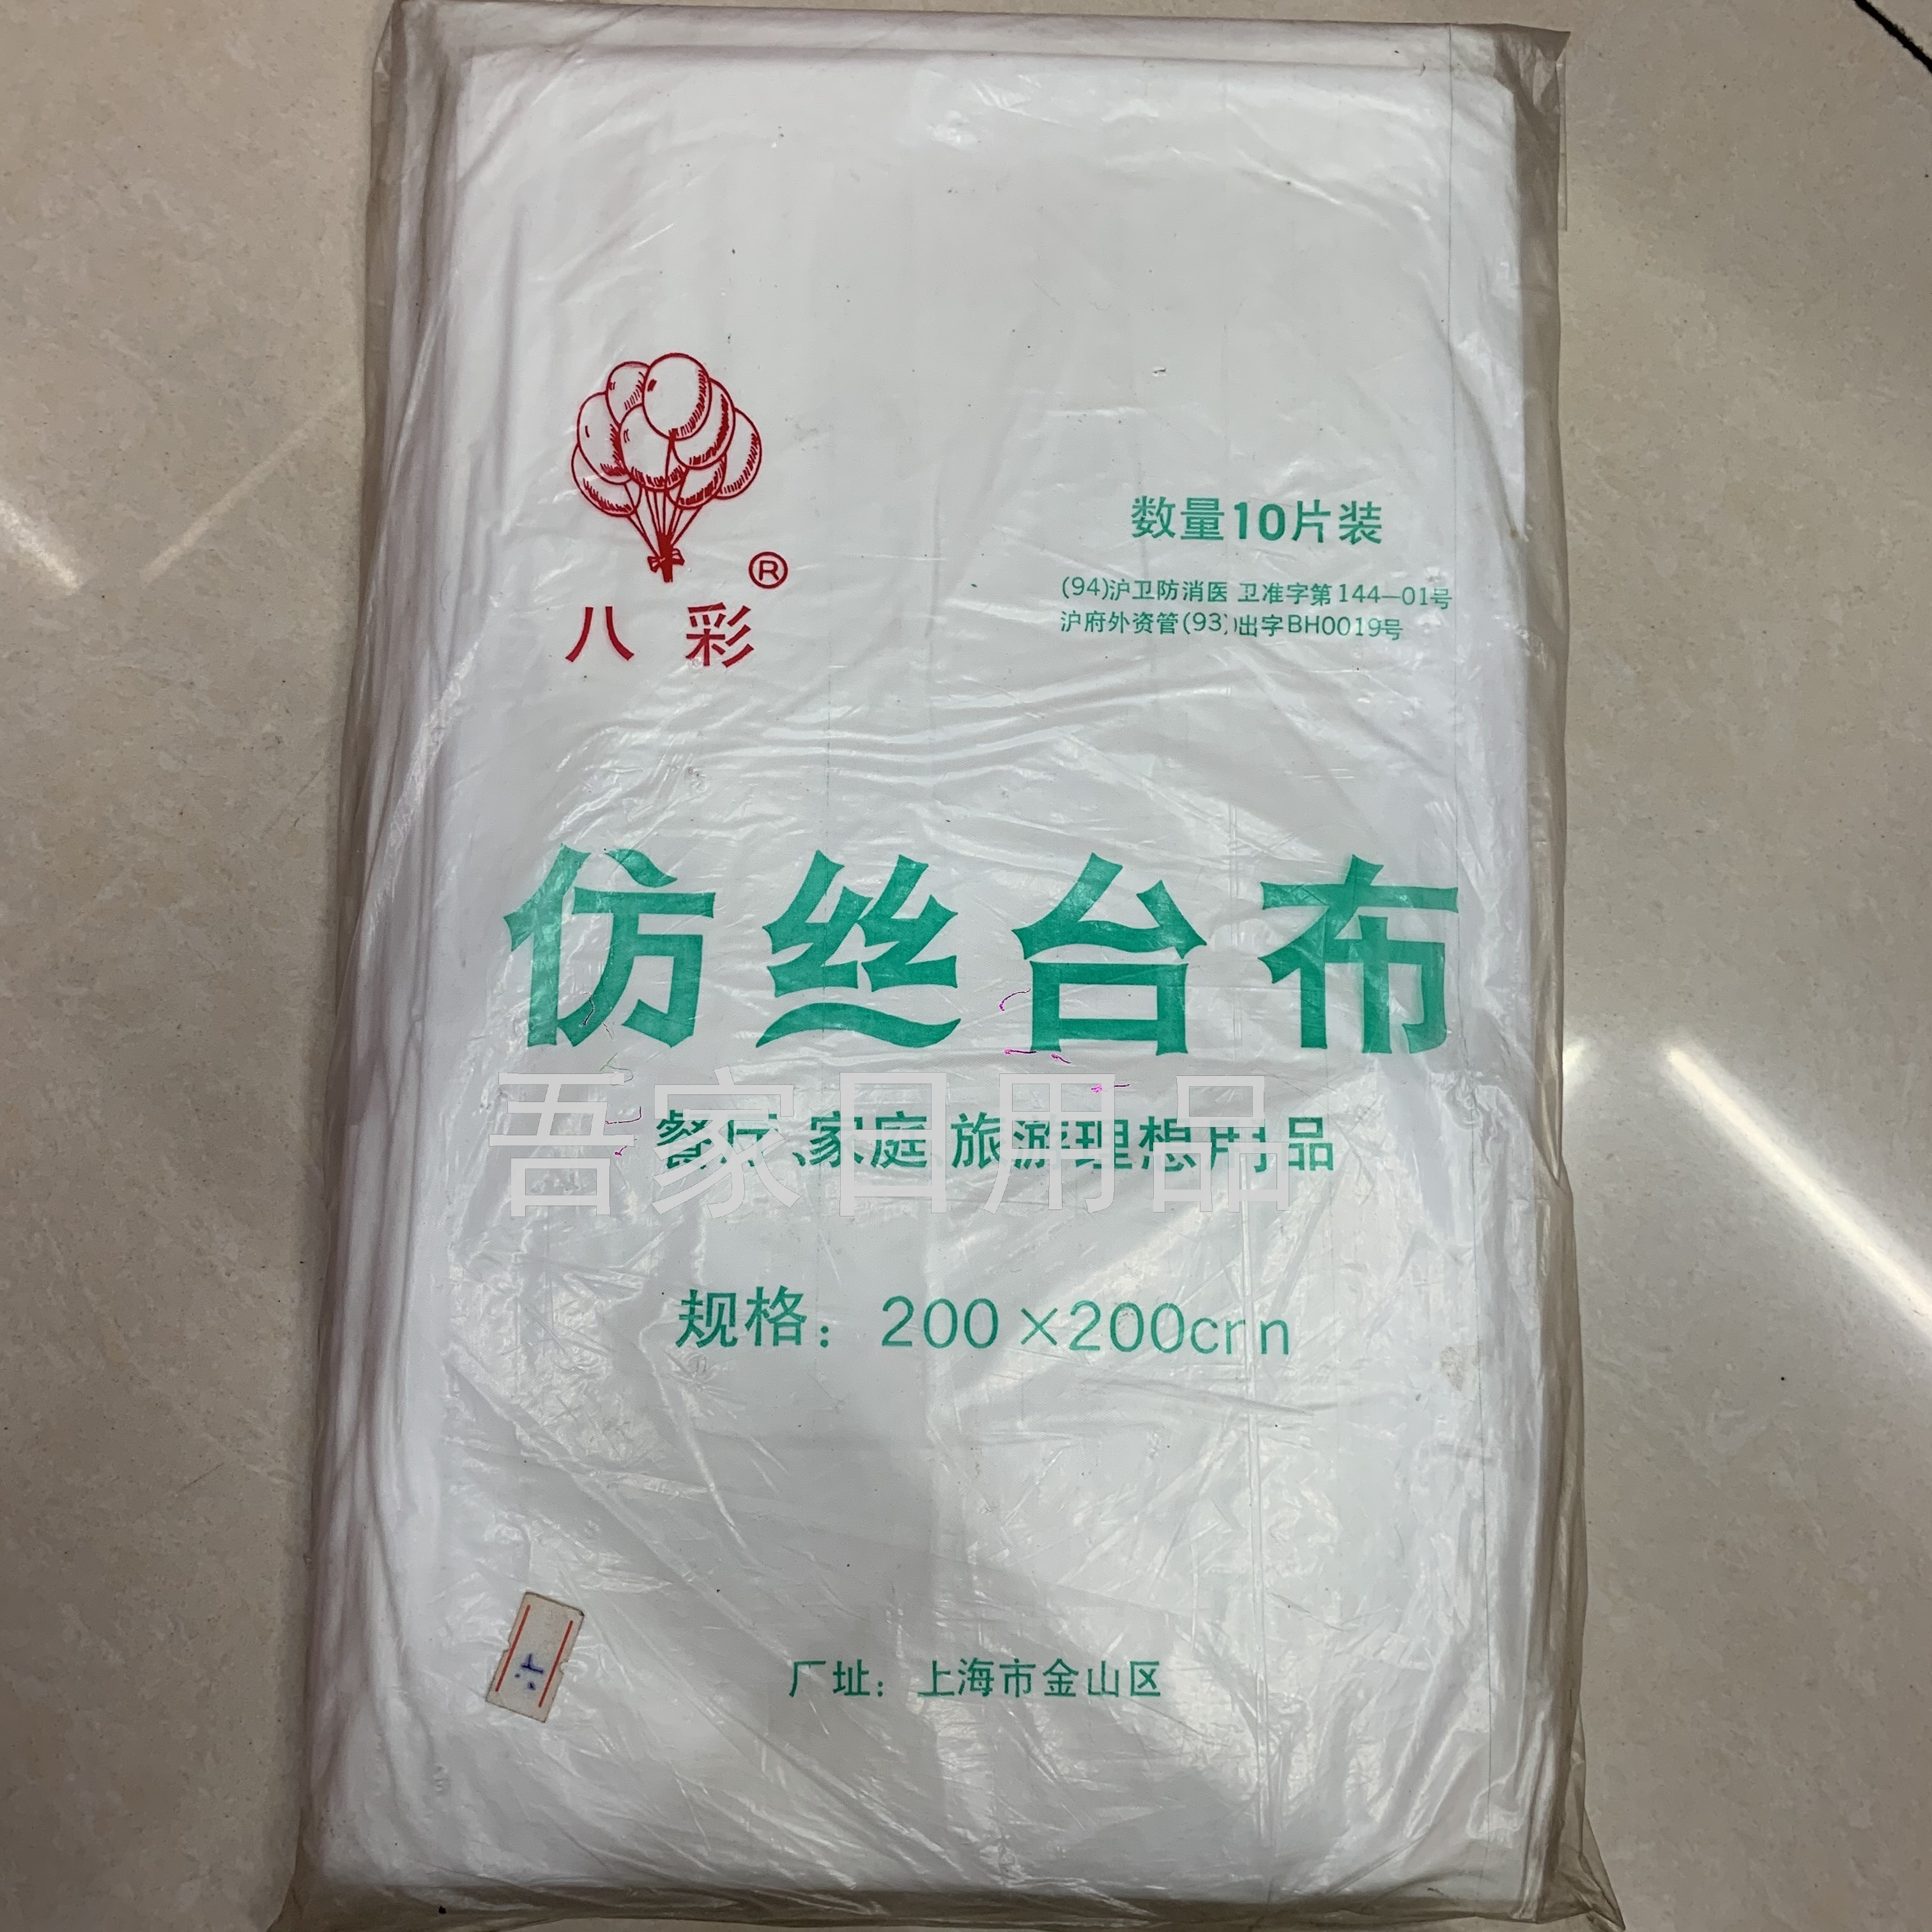 数量10片装
(94)沪卫防消医 卫准字第144—01号
沪府外资管(93)出字BH0019号
®
八彩
仿丝台布
吾家日用品
餐厅、家庭 旅游理想用品
规格：200×200cm
厂址：上海市金山区